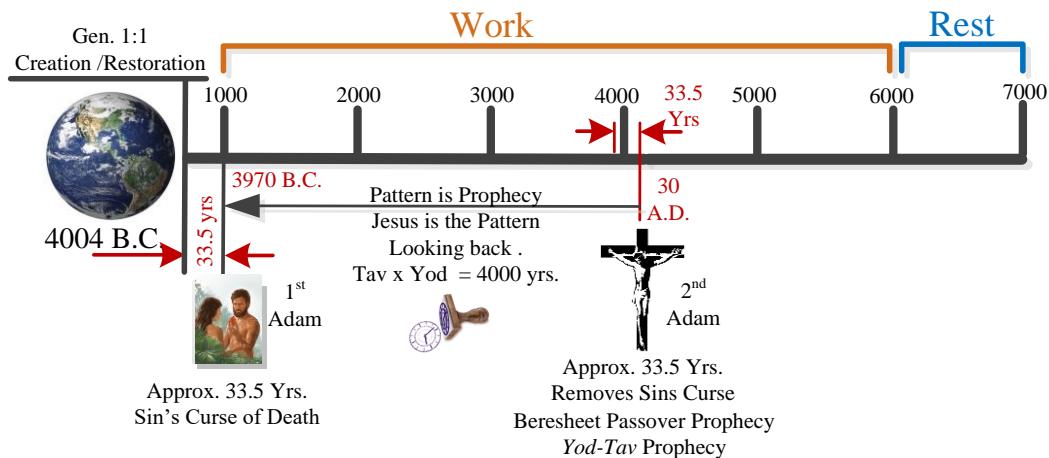 Gen. 1:1
Creation /Restoration
Work
Rest
1000
2000
3000
4000
33.5
Yrs
5000
6000
7000
4004 B.C.
33.5 yrs
3970 B.C.
Pattern is Prophecy
Jesus is the Pattern
Looking back .
Tav x Yod = 4000 yrs.
30
A.D.
1st
Adam
2nd
Adam
Approx. 33.5 Yrs.
Sin’s Curse of Death
Approx. 33.5 Yrs.
Removes Sins Curse
Beresheet Passover Prophecy
Yod-Tav Prophecy